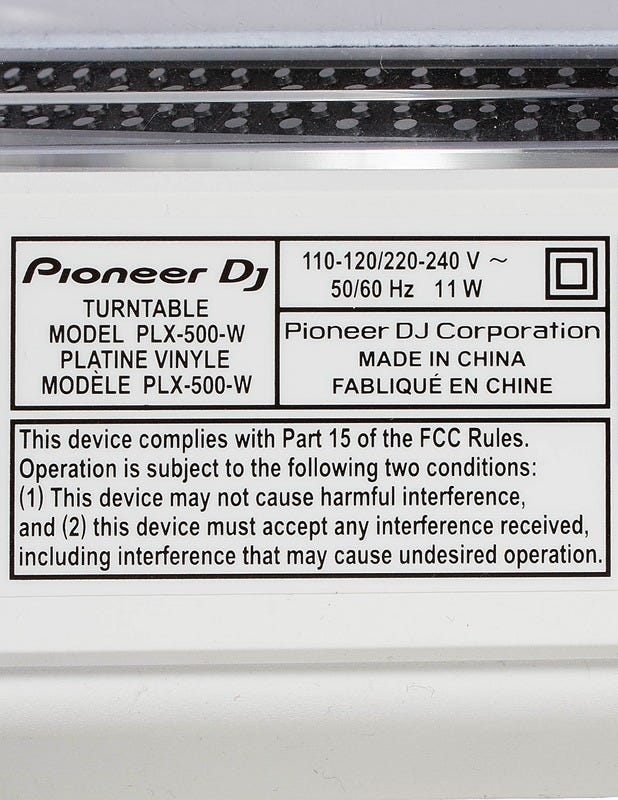 Pioneer DJ
TURNTABLE
MODEL PLX-500-W
PLATINE VINYLE
MODÈLE PLX-500-W
110-120/220-240 V ~
50/60 Hz 11 W
Pioneer DJ Corporation
MADE IN CHINA
FABLIQUÉ EN CHINE
This device complies with Part 15 of the FCC Rules.
Operation is subject to the following two conditions:
(1) This device may not cause harmful interference,
and (2) this device must accept any interference received,
including interference that may cause undesired operation.